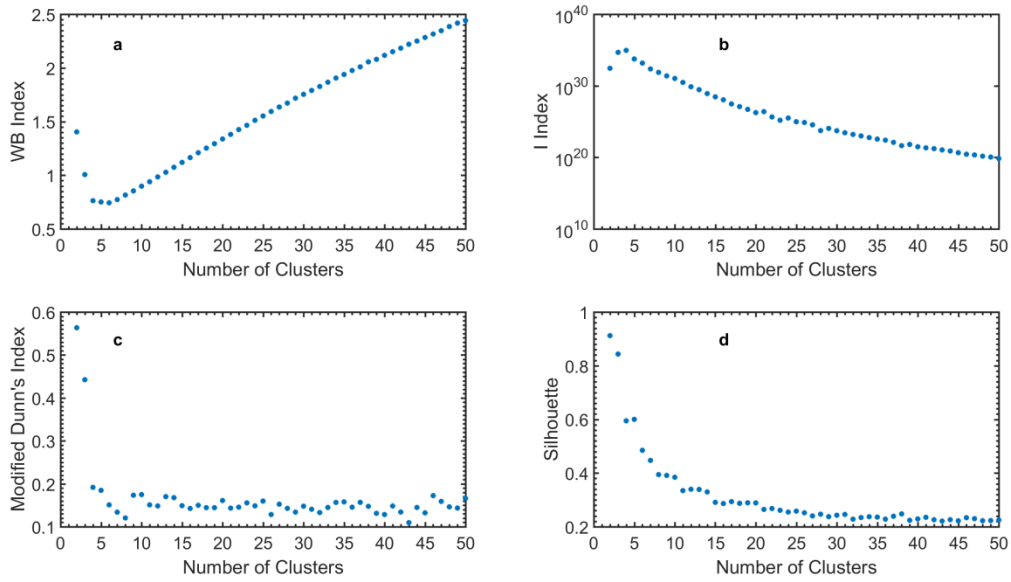 a
WB Index
2.5
2
1.5
1
0.5
0 5 10 15 20 25 30 35 40 45 50
Number of Clusters
b
I Index
10^40
10^30
10^20
10^10
0 5 10 15 20 25 30 35 40 45 50
Number of Clusters
c
Modified Dunn's Index
0.6
0.5
0.4
0.3
0.2
0.1
0 5 10 15 20 25 30 35 40 45 50
Number of Clusters
d
Silhouette
1
0.8
0.6
0.4
0.2
0 5 10 15 20 25 30 35 40 45 50
Number of Clusters